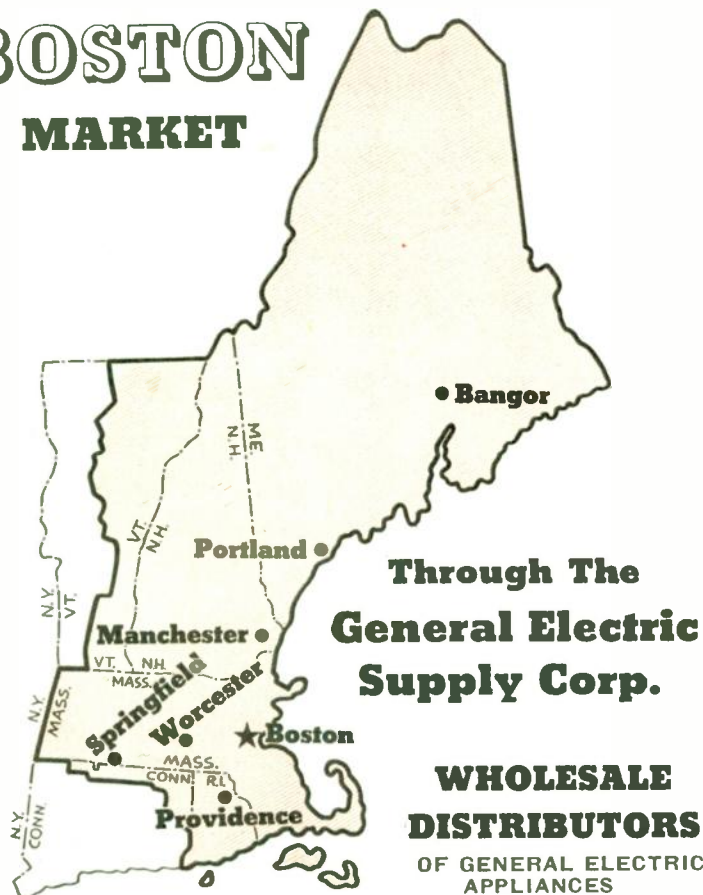 BOSTON
MARKET
Bangor
ME.
N.H.
VT.
N.H.
Portland
Through The
General Electric
Supply Corp.
N.Y.
VT.
Manchester
VT. N.H.
MASS.
N.Y.
MASS.
Springfield
Worcester
Boston
MASS.
CONN. R.I.
Providence
N.Y.
CONN.
WHOLESALE
DISTRIBUTORS
OF GENERAL ELECTRIC
APPLIANCES